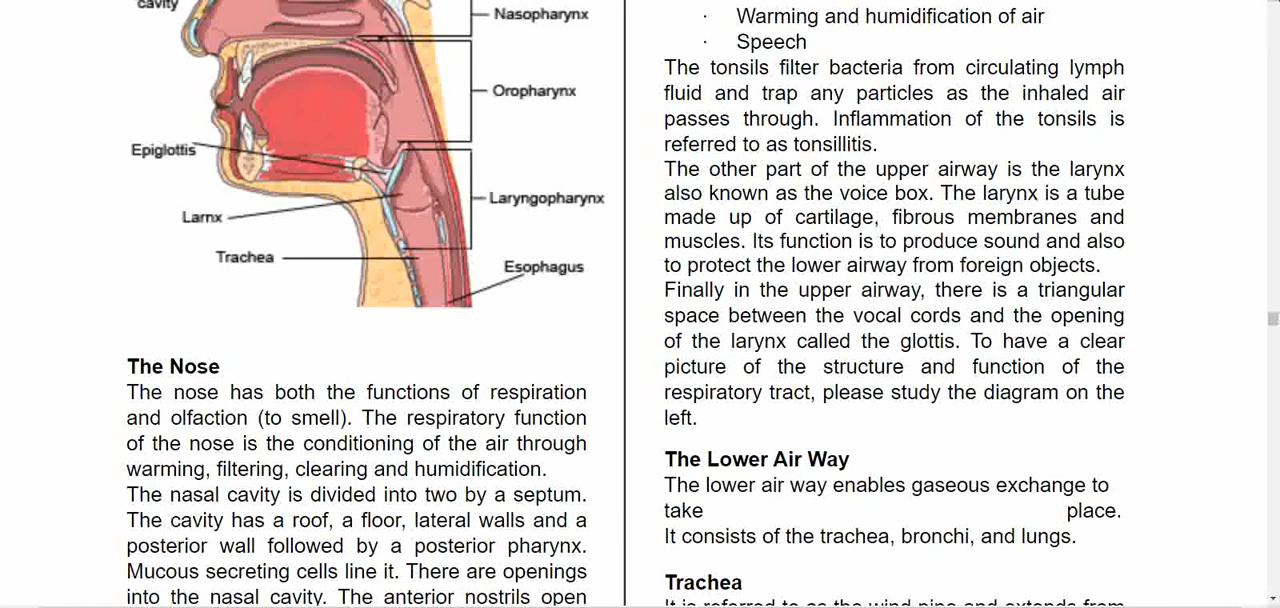 cavity
Nasopharynx
Oropharynx
Epiglottis
Laryngopharynx
Larnx
Trachea
Esophagus
The Nose
The nose has both the functions of respiration
and olfaction (to smell). The respiratory function
of the nose is the conditioning of the air through
warming, filtering, clearing and humidification.
The nasal cavity is divided into two by a septum.
The cavity has a roof, a floor, lateral walls and a
posterior wall followed by a posterior pharynx.
Mucous secreting cells line it. There are openings
into the nasal cavity. The anterior nostrils open
· Warming and humidification of air
· Speech
The tonsils filter bacteria from circulating lymph
fluid and trap any particles as the inhaled air
passes through. Inflammation of the tonsils is
referred to as tonsillitis.
The other part of the upper airway is the larynx
also known as the voice box. The larynx is a tube
made up of cartilage, fibrous membranes and
muscles. Its function is to produce sound and also
to protect the lower airway from foreign objects.
Finally in the upper airway, there is a triangular
space between the vocal cords and the opening
of the larynx called the glottis. To have a clear
picture of the structure and function of the
respiratory tract, please study the diagram on the
left.
The Lower Air Way
The lower air way enables gaseous exchange to
take place.
It consists of the trachea, bronchi, and lungs.
Trachea
It is referred to as the wind pipe and extends from